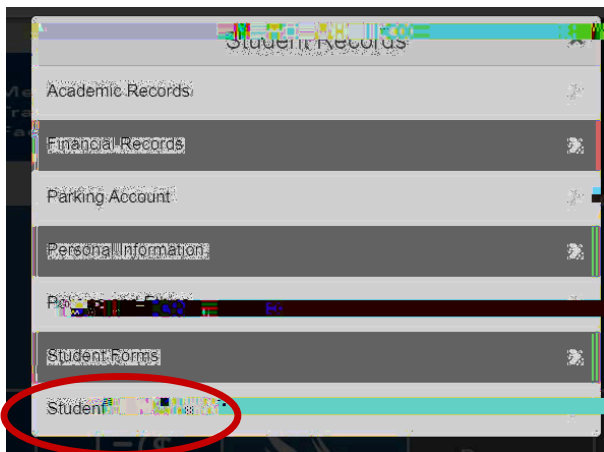 Student Records
Academic Records
Financial Records
Parking Account
Personal Information
Student Forms
Student